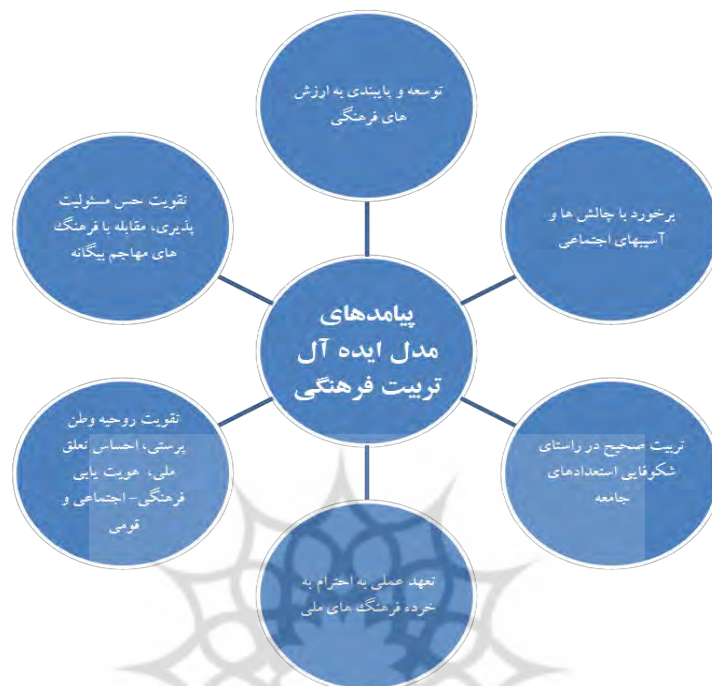 توسعه و پایبندی به ارزش
های فرهنگی
برخورد با چالش ها و
آسیبهای اجتماعی
تربیت صحیح در راستای
شکوفایی استعدادهای
جامعه
تعهد عملی به احترام به
خرده فرهنگ های ملی
تقویت روحیه وطن
پرستی، احساس تعلق
ملی، هویت یابی
فرهنگی- اجتماعی و
قومی
تقویت حس مسئولیت
پذیری، مقابله با فرهنگ
های مهاجم بیگانه
پیامدهای
مدل ایده آل
تربیت فرهنگی